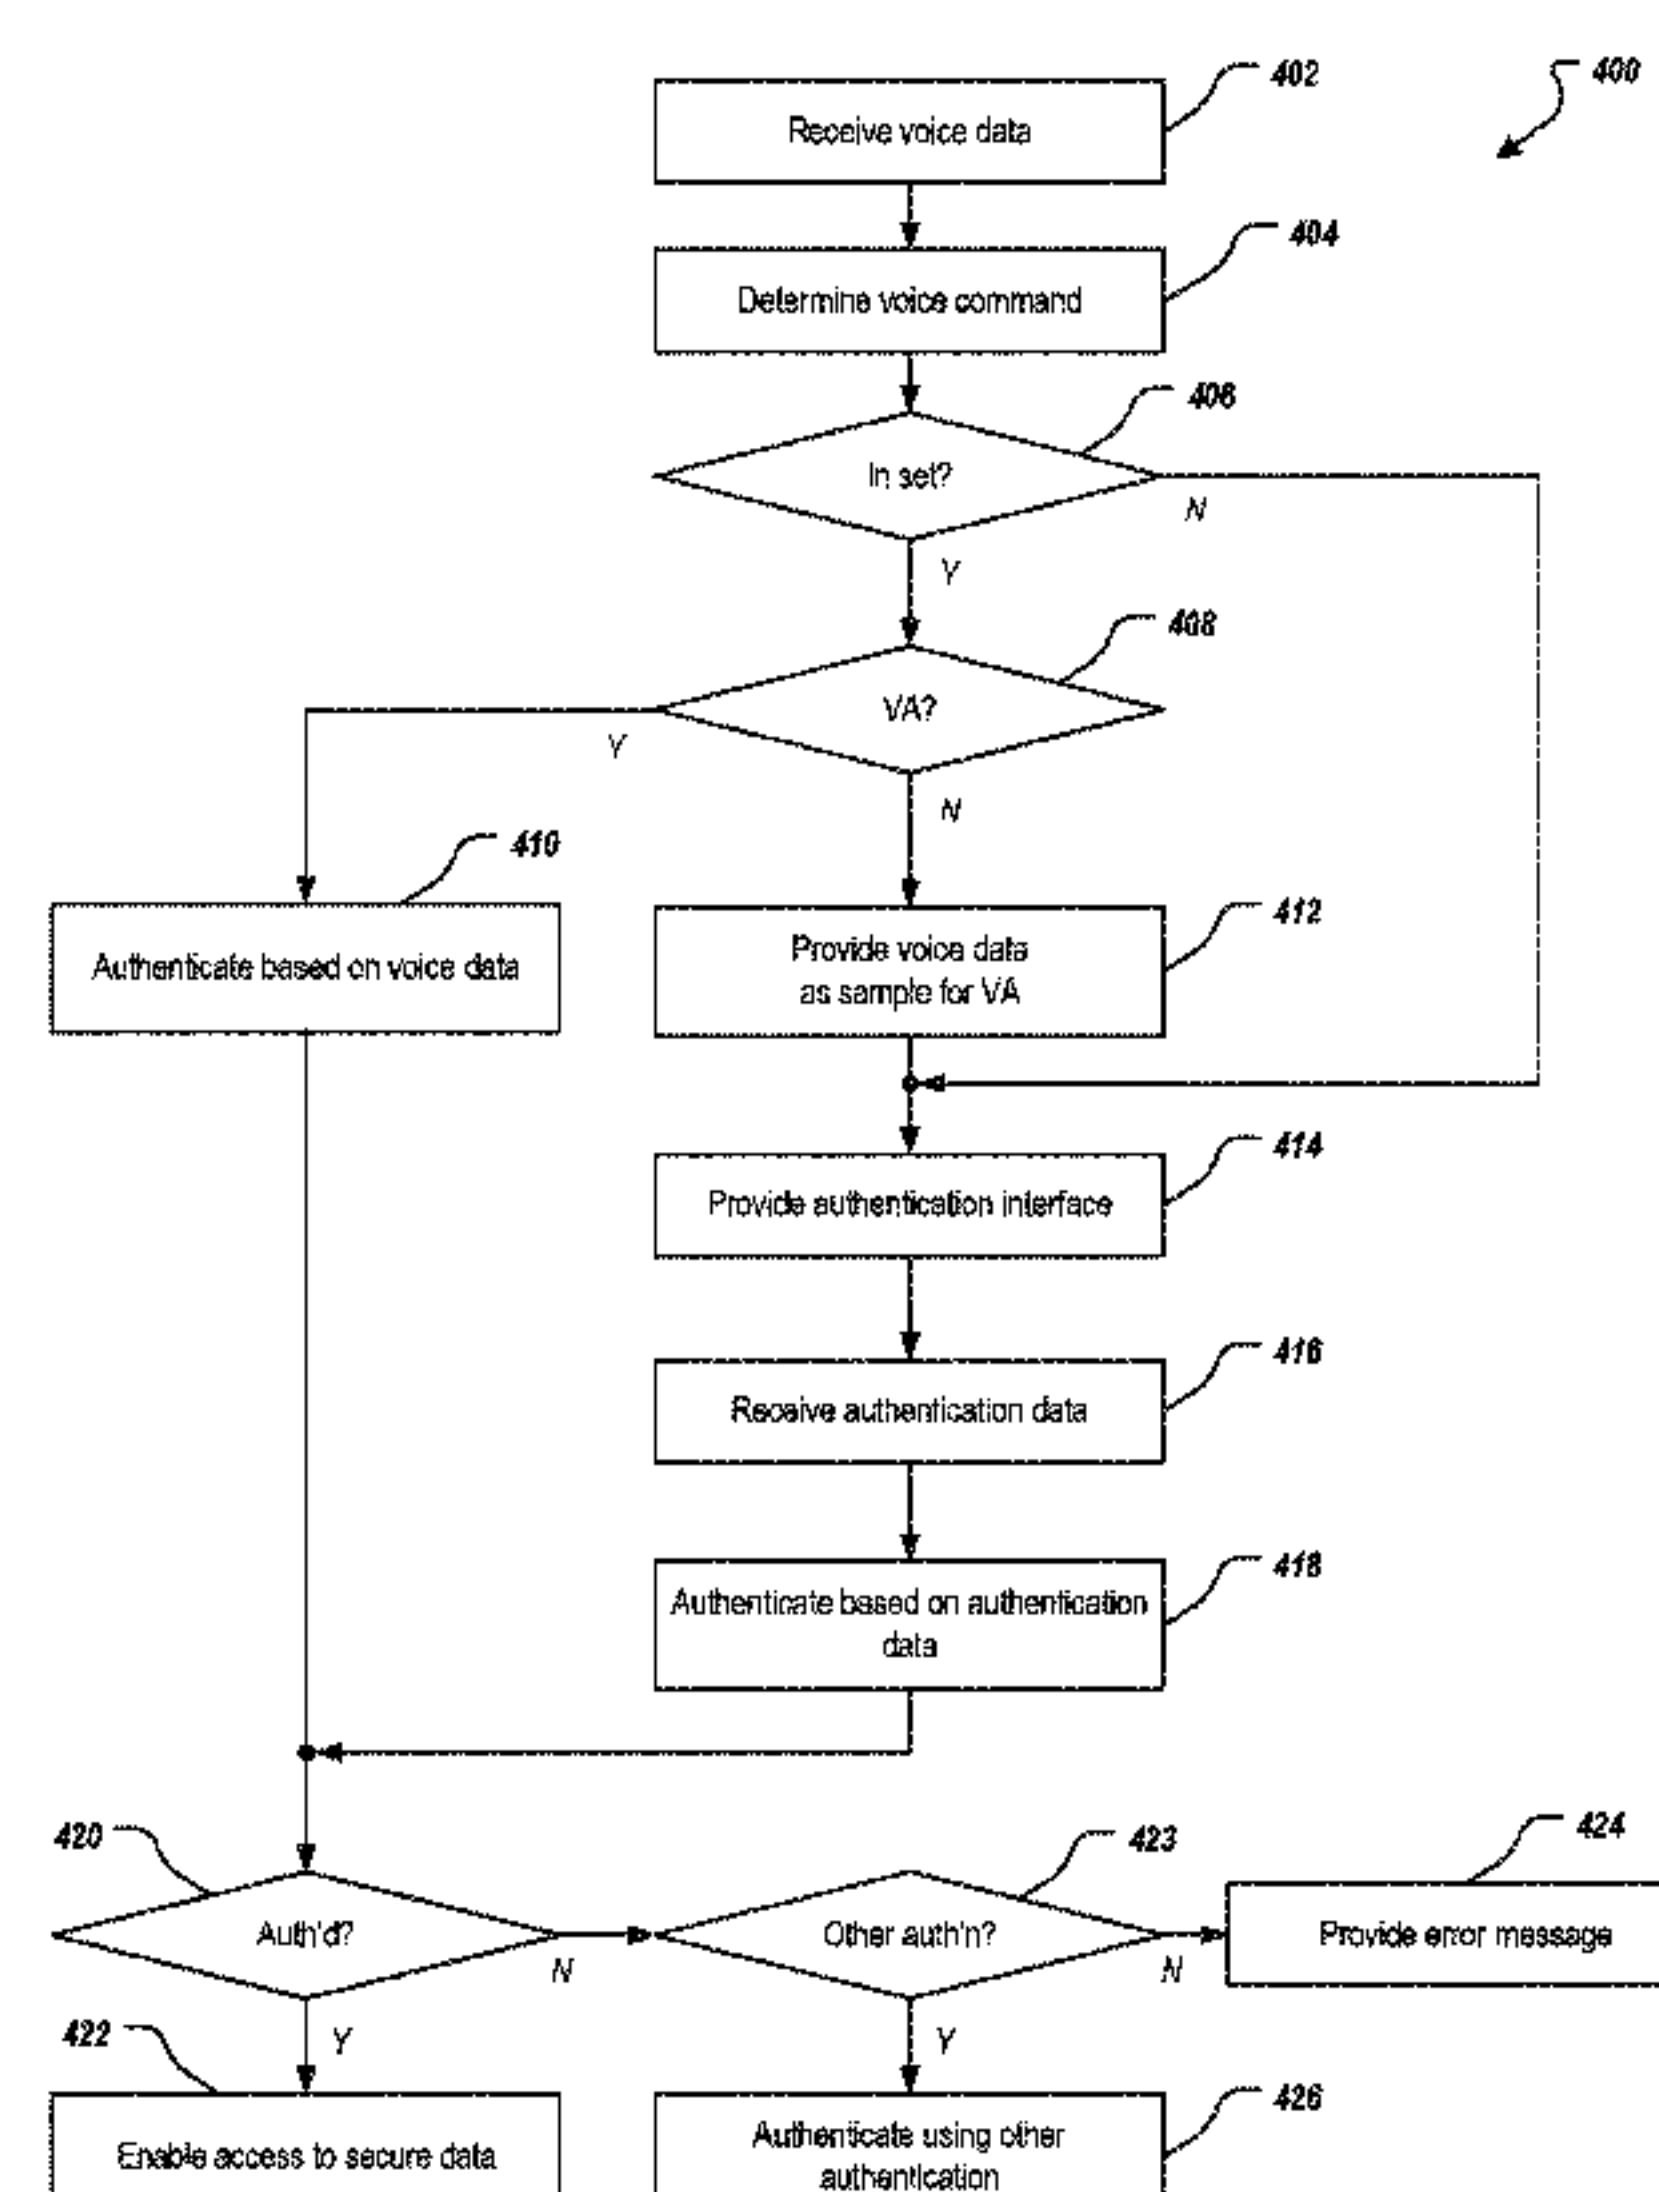 402
400
Receive voice data
404
Determine voice command
406
In set?
N
Y
408
VA?
Y
N
410
412
Authenticate based on voice data
Provide voice data
as sample for VA
414
Provide authentication interface
416
Receive authentication data
418
Authenticate based on authentication
data
420
423
424
Auth'd?
N
Other auth'n?
N
Provide error message
422
Y
Y
426
Enable access to secure data
Authenticate using other
authentication